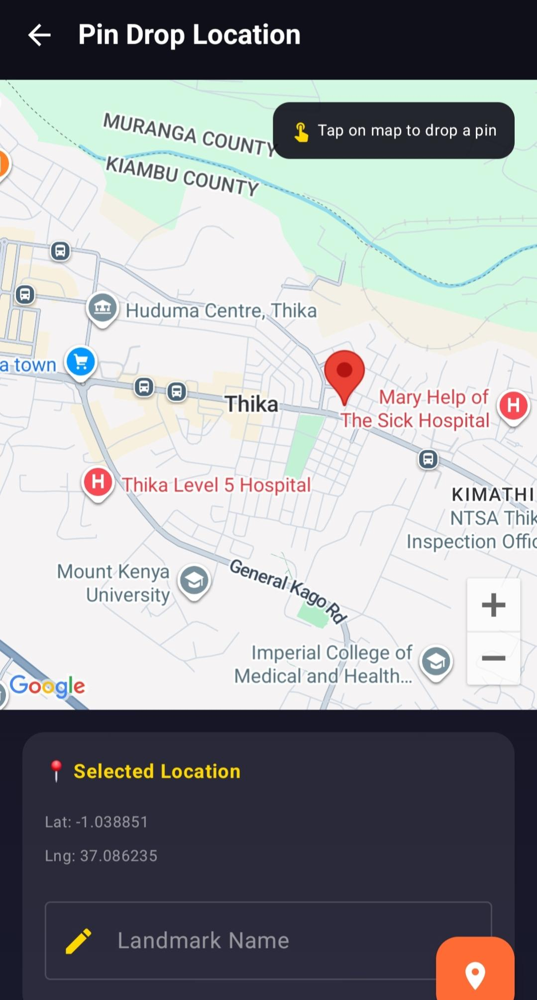 Pin Drop Location
MURANGA COUNTY
Tap on map to drop a pin
KIAMBU COUNTY
Huduma Centre, Thika
a town
Thika
Mary Help of
The Sick Hospital
H
H
Thika Level 5 Hospital
KIMATHI
NTSA Thik
Inspection Offic
Mount Kenya
University
General Kago Rd
Imperial College of
Medical and Health...
Google
Selected Location
Lat: -1.038851
Lng: 37.086235
Landmark Name